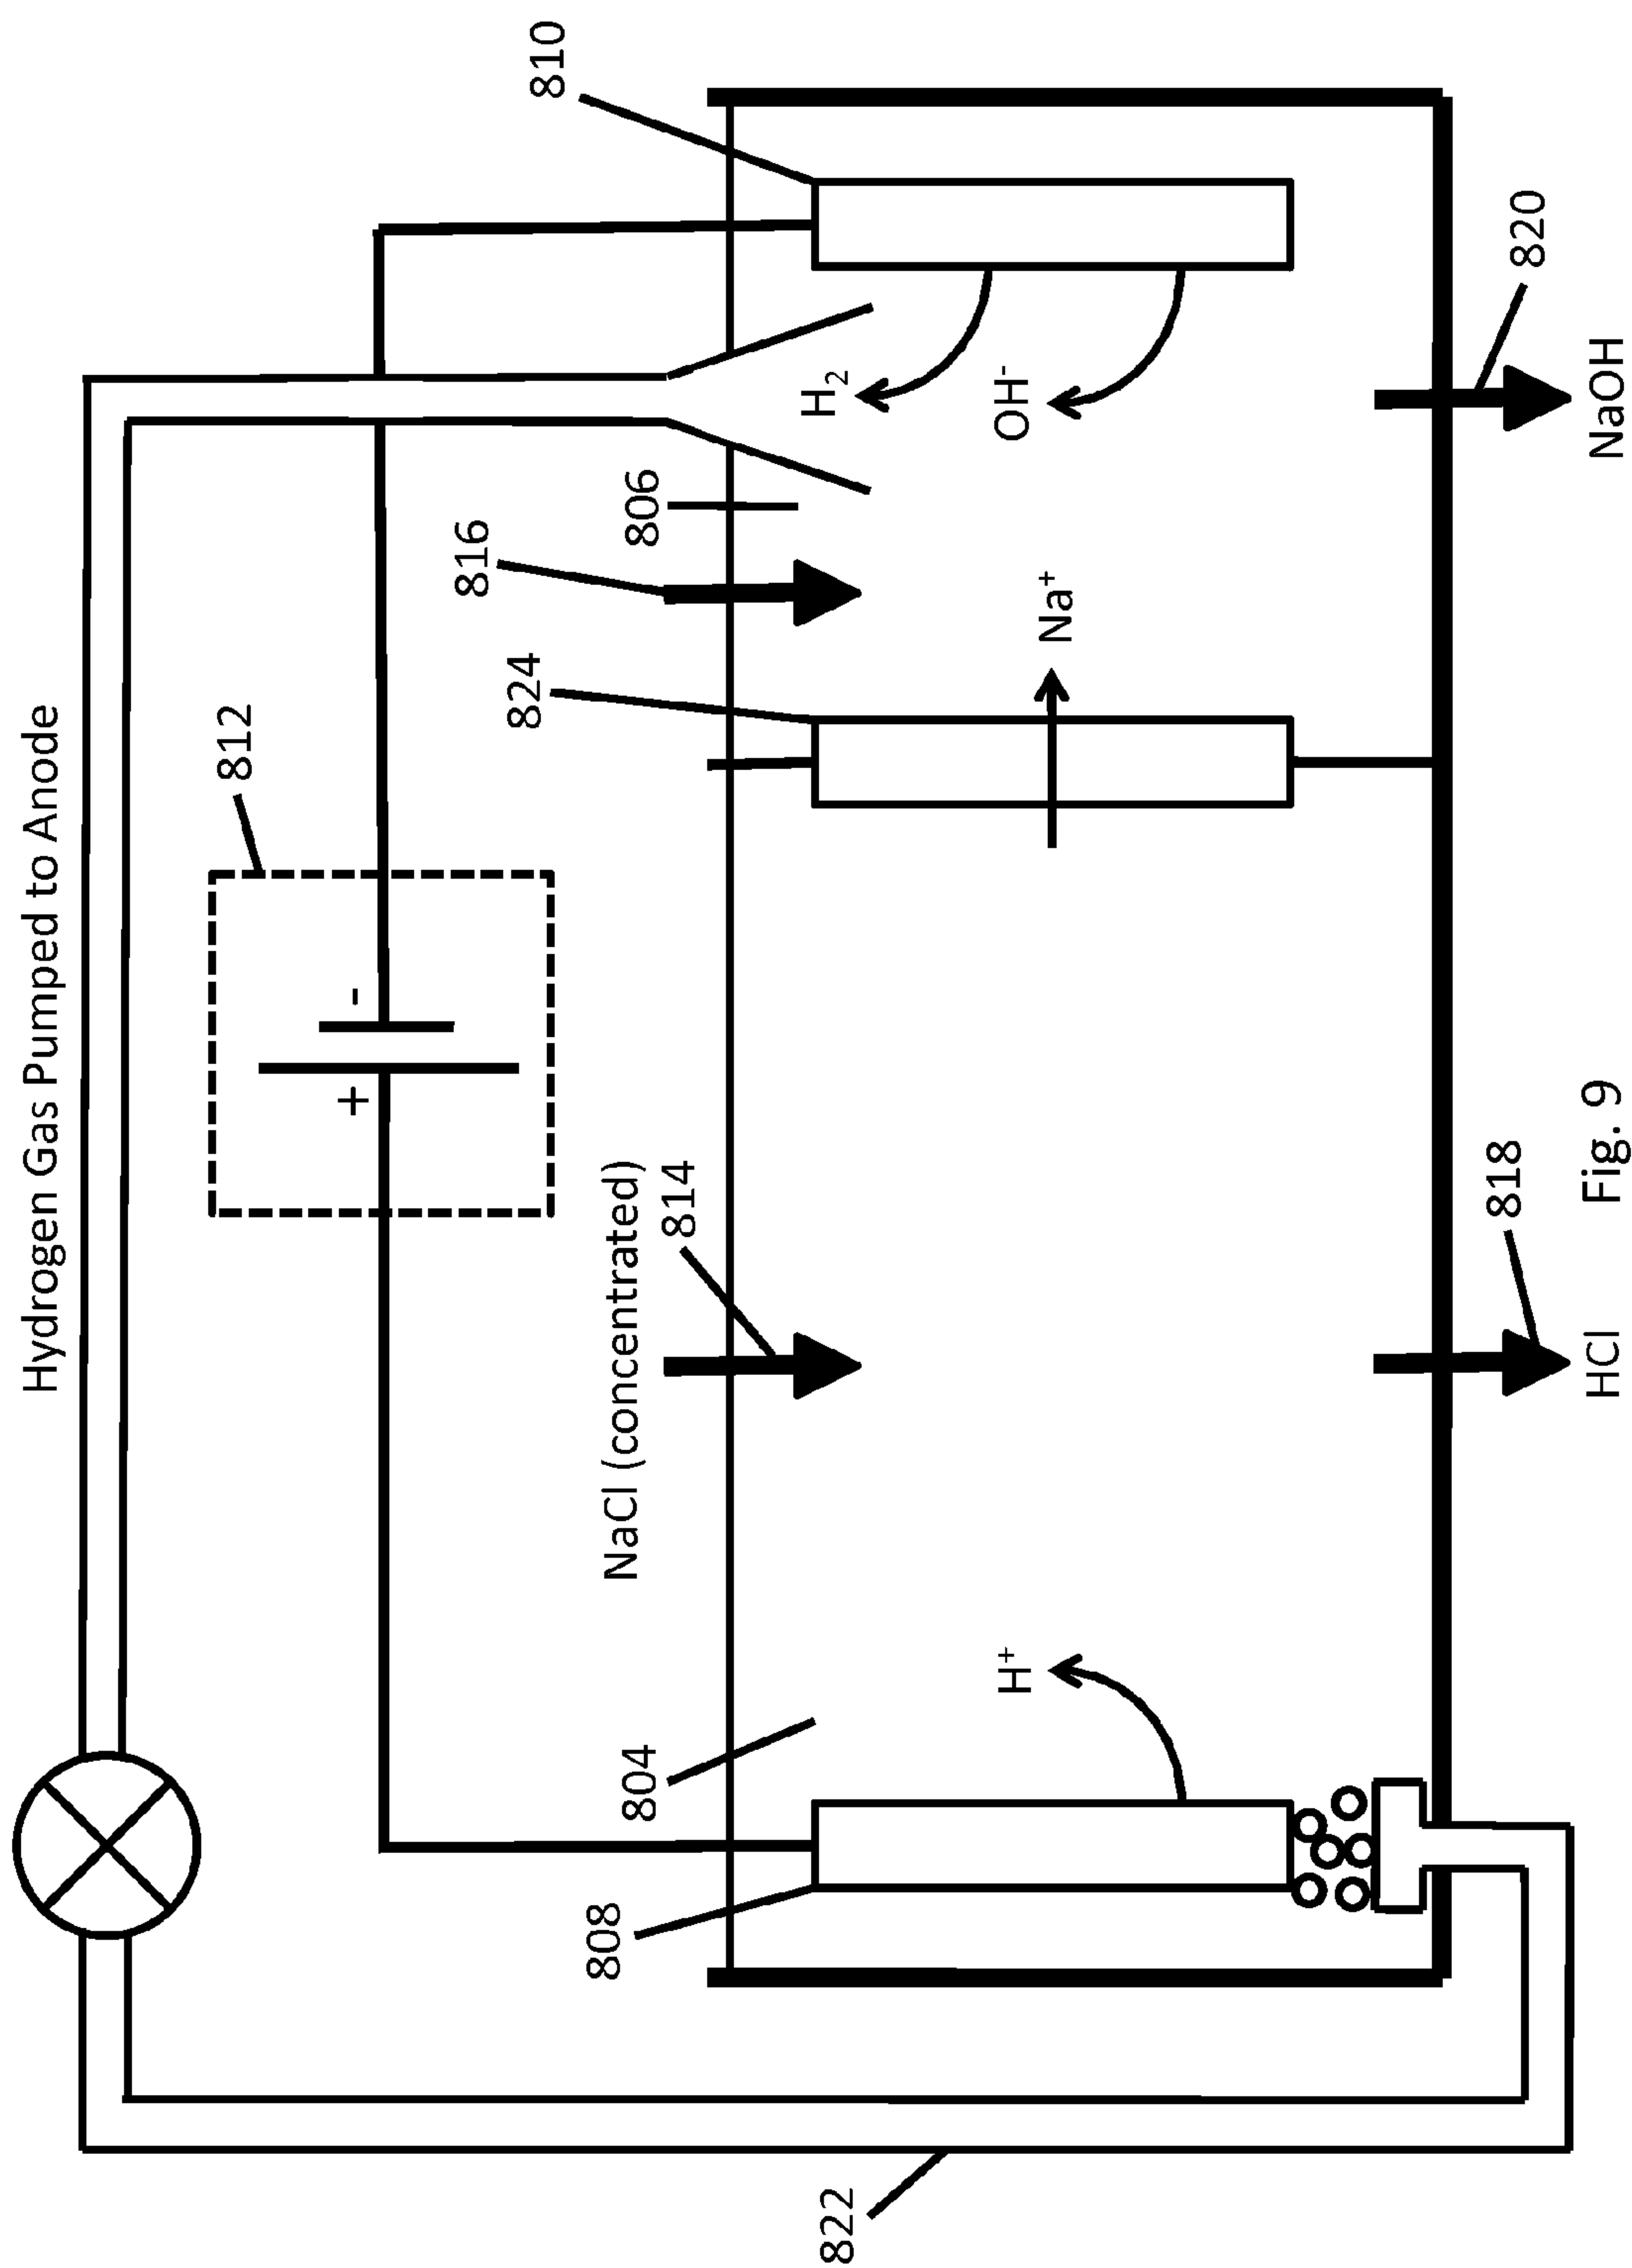 Hydrogen Gas Pumped to Anode
812
+
-
810
816
806
824
NaCl (concentrated)
814
804
808
822
H₂
OH⁻
Na⁺
H⁺
818
820
HCl
NaOH
Fig. 9